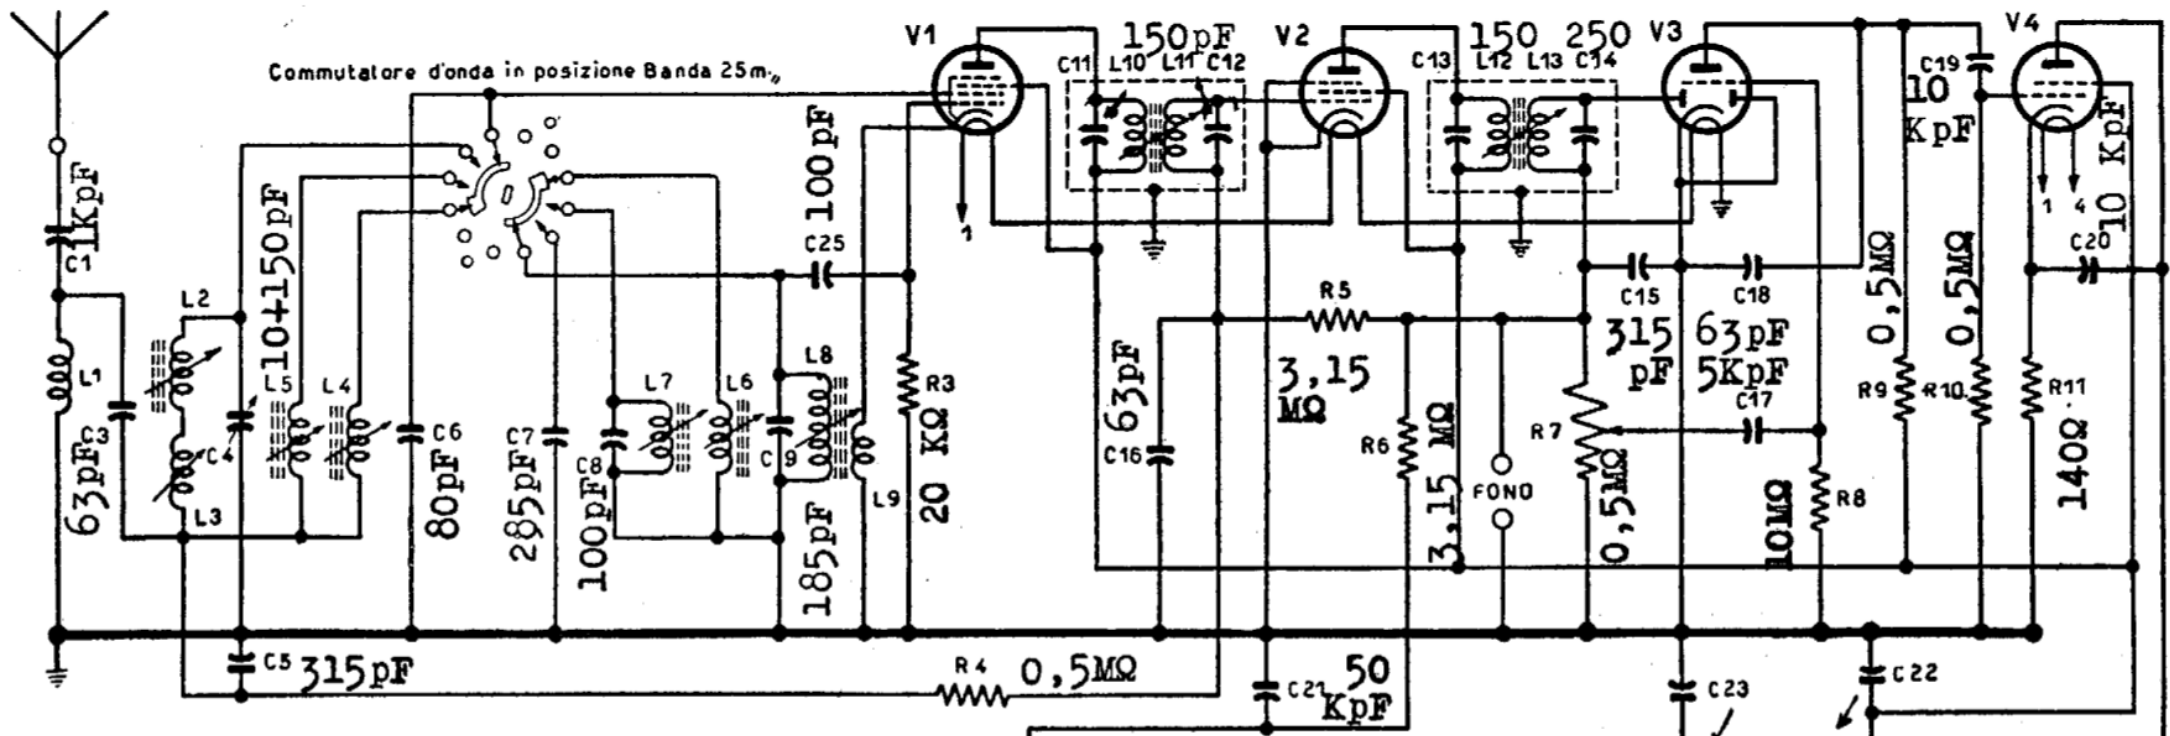 V1
150pF
V2
150 250
V3
V4
Commutatore d'onda in posizione Banda 25m.,,
C11
L10
L11
C12
C13
L12
L13
C14
C19
10
KpF
10 KpF
1KpF
C1
10+150pF
100pF
C25
1
1 4
C20
L2
L5
L4
L1
C3
63pF
C4
L3
C6
80pF
C7
285pF
L7
L6
C8
100pF
L8
C9
185pF
L9
R3
20 KΩ
63pF
C16
R5
3,15
MΩ
R6
3,15 MΩ
FONO
C15
315
pF
C18
63pF
5KpF
C17
R7
0,5MΩ
10MΩ
R8
0,5MΩ
R9
0,5MΩ
R10
R11
140Ω
C5
315pF
R4
0,5MΩ
C21
50
KpF
C23
C22